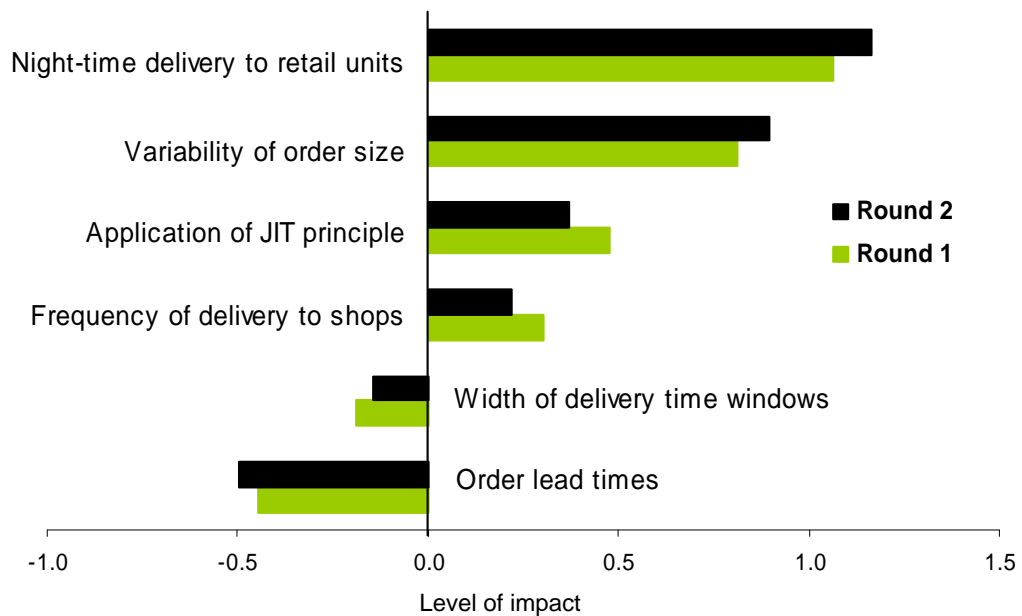 Night-time delivery to retail units
Variability of order size
Application of JIT principle
Frequency of delivery to shops
Width of delivery time windows
Order lead times
Round 2
Round 1
-1.0 -0.5 0.0 0.5 1.0 1.5
Level of impact